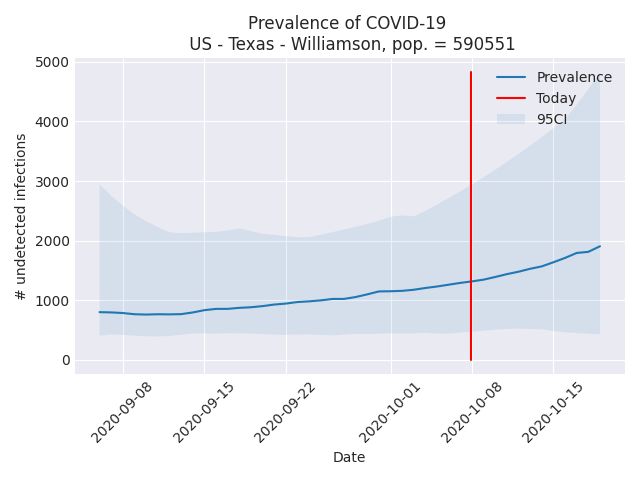 Prevalence of COVID-19
US - Texas - Williamson, pop. = 590551
# undetected infections
5000
4000
3000
2000
1000
0
Prevalence
Today
95CI
2020-09-08
2020-09-15
2020-09-22
2020-10-01
2020-10-08
2020-10-15
Date